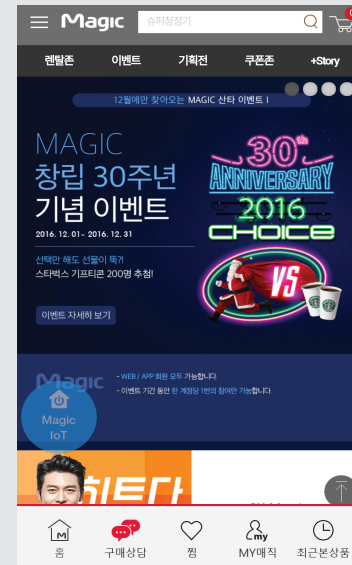 Magic
슈퍼청정기
렌탈존 이벤트 기획전 쿠폰존 +Story
12월에만 찾아오는 MAGIC 산타 이벤트 I
MAGIC
창립 30주년
기념 이벤트
2016. 12. 01- 2016. 12. 31
선택만 해도 선물이 뚝?!
스타벅스 기프티콘 200명 추첨!
이벤트 자세히 보기
30th
ANNIVERSARY
2016
CHOICE
VS
Magic
- WEB / APP 회원 모두 가능합니다.
- 이벤트 기간 동안 한 계정당 1번의 참여만 가능합니다.
Magic
IoT
히트다
홈 구매상담 찜 MY매직 최근본상품